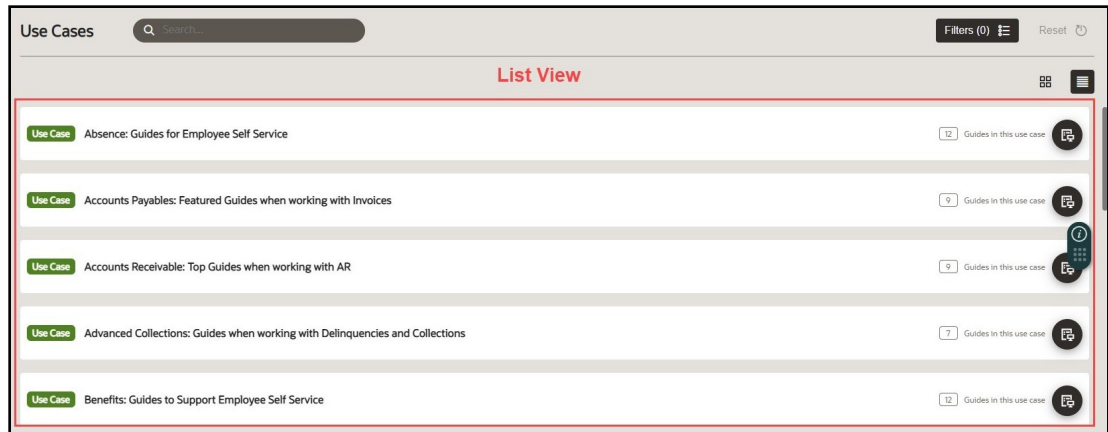 Use Cases Search... Filters (0) Reset
List View
Use Case Absence: Guides for Employee Self Service 12 Guides in this use case
Use Case Accounts Payables: Featured Guides when working with Invoices 9 Guides in this use case
Use Case Accounts Receivable: Top Guides when working with AR 9 Guides in this use case
Use Case Advanced Collections: Guides when working with Delinquencies and Collections 7 Guides in this use case
Use Case Benefits: Guides to Support Employee Self Service 12 Guides in this use case